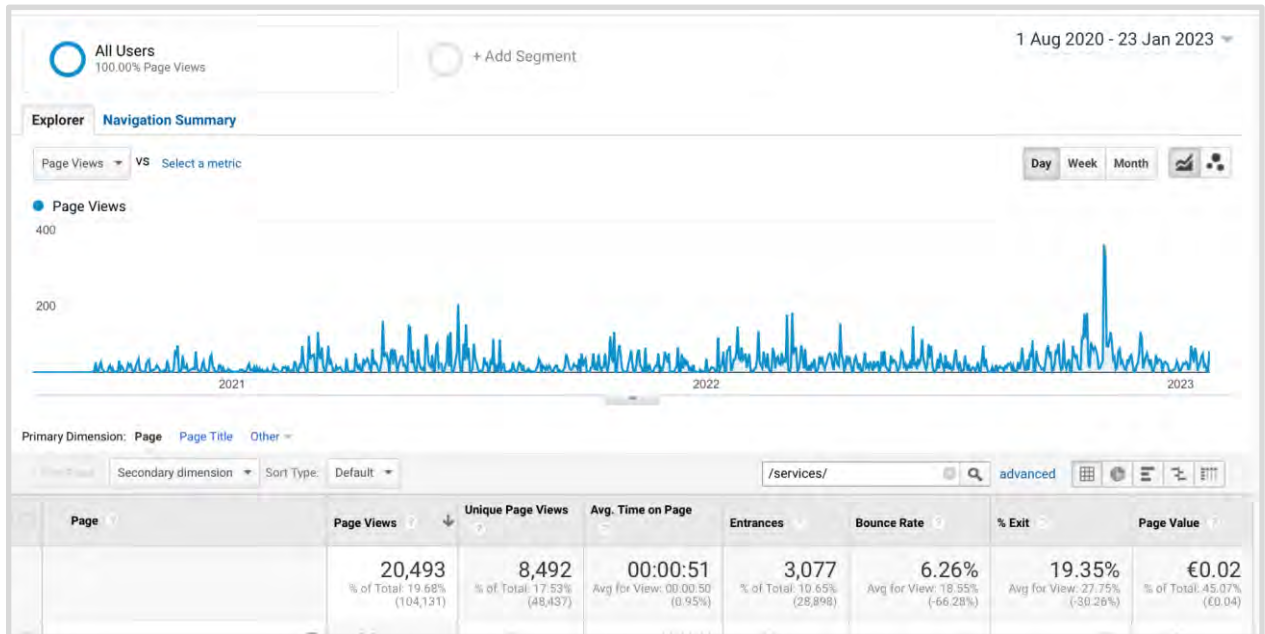 All Users
100.00% Page Views
+ Add Segment
1 Aug 2020 - 23 Jan 2023
Explorer Navigation Summary
Page Views VS Select a metric
Day Week Month
Page Views
400
200
2021 2022 2023
Primary Dimension: Page Page Title Other
Secondary dimension Sort Type: Default /services/ advanced
Page Page Views Unique Page Views Avg. Time on Page Entrances Bounce Rate % Exit Page Value
20,493 8,492 00:00:51 3,077 6.26% 19.35% €0.02
% of Total: 19.68% % of Total: 17.53% Avg for View: 00:00:50 % of Total: 10.65% Avg for View: 18.55% Avg for View: 27.75% % of Total: 45.07%
(104,131) (48,437) (0.95%) (28,898) (-66.28%) (-30.26%) (€0.04)